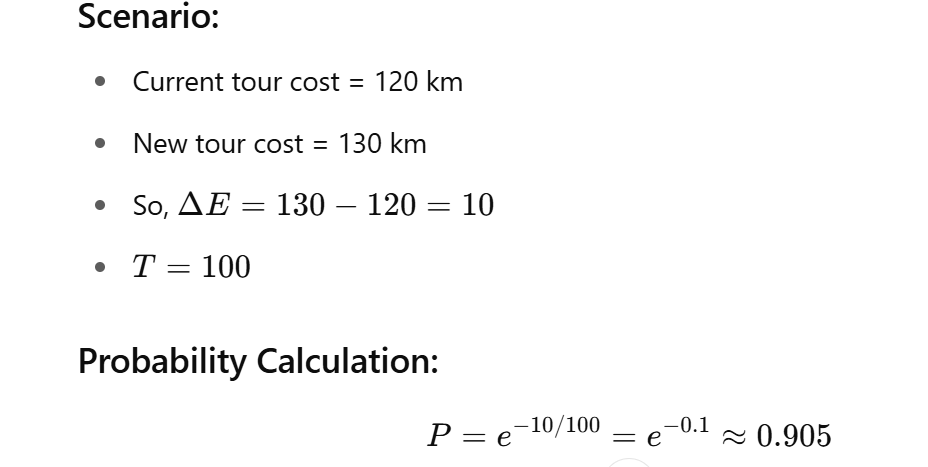 Scenario:
• Current tour cost = 120 km
• New tour cost = 130 km
• So, ΔE = 130 − 120 = 10
• T = 100
Probability Calculation:
P = e^{−10/100} = e^{−0.1} ≈ 0.905